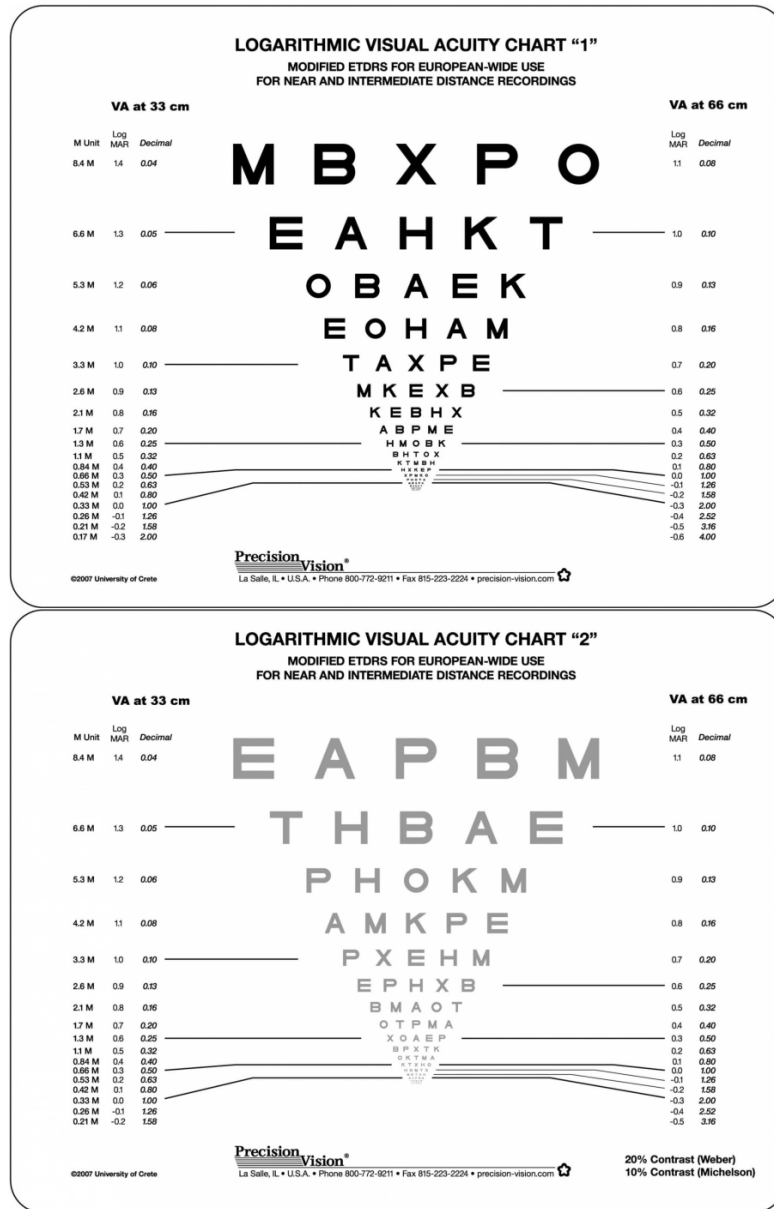 LOGARITHMIC VISUAL ACUITY CHART “1”
MODIFIED ETDRS FOR EUROPEAN-WIDE USE
FOR NEAR AND INTERMEDIATE DISTANCE RECORDINGS
VA at 33 cm VA at 66 cm
M Unit Log MAR Decimal Log MAR Decimal
8.4 M 1.4 0.04 M B X P O 1.1 0.08
6.6 M 1.3 0.05 E A H K T 1.0 0.10
5.3 M 1.2 0.06 O B A E K 0.9 0.13
4.2 M 1.1 0.08 E O H A M 0.8 0.16
3.3 M 1.0 0.10 T A X P E 0.7 0.20
2.6 M 0.9 0.13 M K E X B 0.6 0.25
2.1 M 0.8 0.16 K E B H X 0.5 0.32
1.7 M 0.7 0.20 A B P M E 0.4 0.40
1.3 M 0.6 0.25 H M O B K 0.3 0.50
1.1 M 0.5 0.32 B H T O X 0.2 0.63
0.84 M 0.4 0.40 K T M B H 0.1 0.80
0.66 M 0.3 0.50 H X K E P 0.0 1.00
0.53 M 0.2 0.63 -0.1 1.26
0.42 M 0.1 0.80 -0.2 1.58
0.33 M 0.0 1.00 -0.3 2.00
0.26 M -0.1 1.26 -0.4 2.52
0.21 M -0.2 1.58 -0.5 3.16
0.17 M -0.3 2.00 -0.6 4.00
Precision Vision®
©2007 University of Crete La Salle, IL • U.S.A. • Phone 800-772-9211 • Fax 815-223-2224 • precision-vision.com
LOGARITHMIC VISUAL ACUITY CHART “2”
MODIFIED ETDRS FOR EUROPEAN-WIDE USE
FOR NEAR AND INTERMEDIATE DISTANCE RECORDINGS
VA at 33 cm VA at 66 cm
M Unit Log MAR Decimal Log MAR Decimal
8.4 M 1.4 0.04 E A P B M 1.1 0.08
6.6 M 1.3 0.05 T H B A E 1.0 0.10
5.3 M 1.2 0.06 P H O K M 0.9 0.13
4.2 M 1.1 0.08 A M K P E 0.8 0.16
3.3 M 1.0 0.10 P X E H M 0.7 0.20
2.6 M 0.9 0.13 E P H X B 0.6 0.25
2.1 M 0.8 0.16 B M A O T 0.5 0.32
1.7 M 0.7 0.20 O T P M A 0.4 0.40
1.3 M 0.6 0.25 X O A E P 0.3 0.50
1.1 M 0.5 0.32 B P X T K 0.2 0.63
0.84 M 0.4 0.40 O K T M A 0.1 0.80
0.66 M 0.3 0.50 K T X H O 0.0 1.00
0.53 M 0.2 0.63 -0.1 1.26
0.42 M 0.1 0.80 -0.2 1.58
0.33 M 0.0 1.00 -0.3 2.00
0.26 M -0.1 1.26 -0.4 2.52
0.21 M -0.2 1.58 -0.5 3.16
Precision Vision®
©2007 University of Crete La Salle, IL • U.S.A. • Phone 800-772-9211 • Fax 815-223-2224 • precision-vision.com
20% Contrast (Weber)
10% Contrast (Michelson)